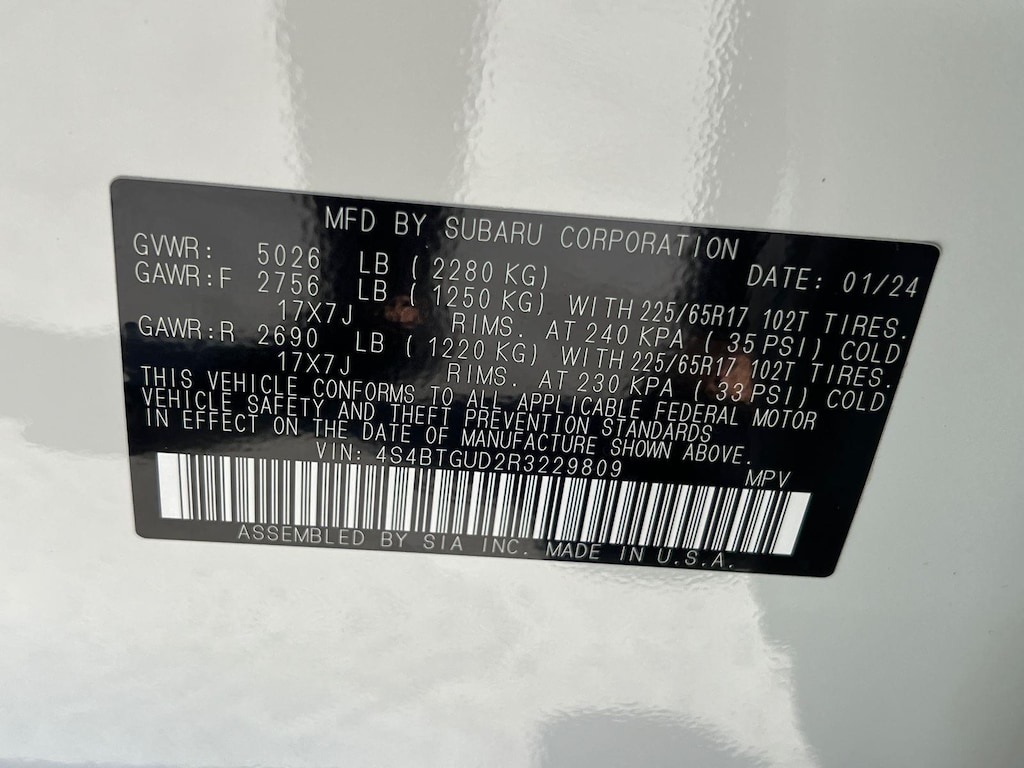 MFD BY SUBARU CORPORATION
GVWR: 5026 LB ( 2280 KG) DATE: 01/24
GAWR:F 2756 LB ( 1250 KG) WITH 225/65R17 102T TIRES.
17X7J RIMS. AT 240 KPA ( 35 PSI) COLD
GAWR:R 2690 LB ( 1220 KG) WITH 225/65R17 102T TIRES.
17X7J RIMS. AT 230 KPA ( 33 PSI) COLD
THIS VEHICLE CONFORMS TO ALL APPLICABLE FEDERAL MOTOR
VEHICLE SAFETY AND THEFT PREVENTION STANDARDS
IN EFFECT ON THE DATE OF MANUFACTURE SHOWN ABOVE.
VIN: 4S4BTGUD2R3229809 MPV
ASSEMBLED BY SIA INC. MADE IN U.S.A.